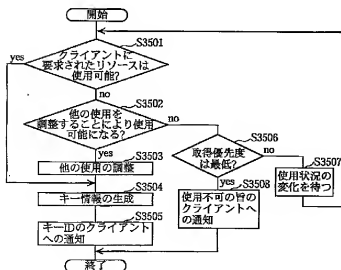 開始
S3501
クライアントに
要求されたリソースは
使用可能?
yes
no
S3502
他の使用を
調整することにより使用
可能になる?
no
yes
S3503
他の使用の調整
S3504
キー情報の生成
S3505
キーIDのクライアント
への通知
S3506
取得優先度
は最低?
no
yes
S3507
使用状況の
変化を待つ
S3508
使用不可の旨の
クライアントへ
の通知
終了